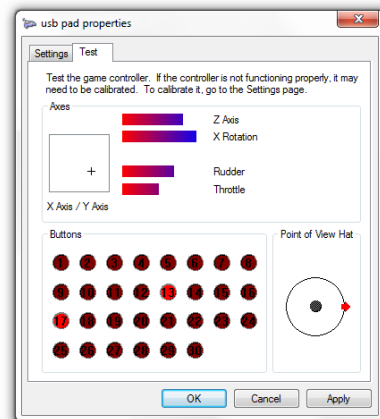 usb pad properties
Settings
Test
Test the game controller. If the controller is not functioning properly, it may
need to be calibrated. To calibrate it, go to the Settings page.
Axes
Z Axis
X Rotation
Rudder
Throttle
X Axis / Y Axis
Buttons
1 2 3 4 5 6 7 8
9 10 11 12 13 14 15 16
17 18 19 20 21 22 23 24
25 26 27 28 29 30
Point of View Hat
OK
Cancel
Apply